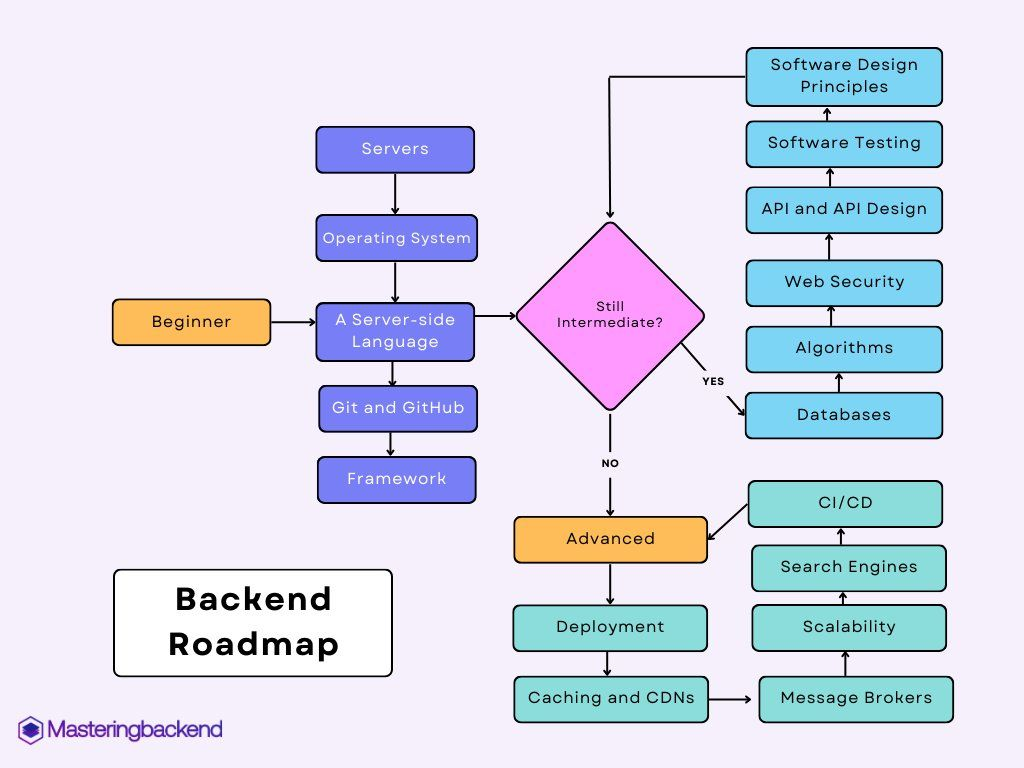 Software Design
Principles
Software Testing
API and API Design
Web Security
Algorithms
Databases
Servers
Operating System
Beginner
A Server-side
Language
Git and GitHub
Framework
Still
Intermediate?
YES
NO
Advanced
Deployment
Caching and CDNs
Message Brokers
Scalability
Search Engines
CI/CD
Backend
Roadmap
Masteringbackend